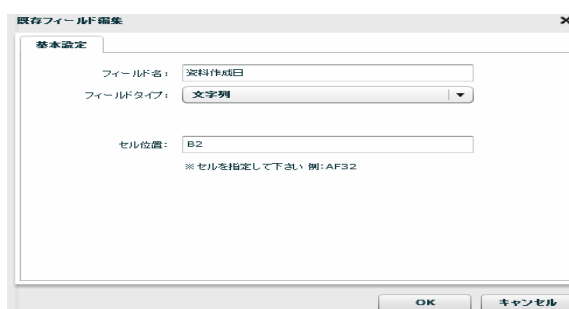 既存フィールド編集
基本設定
フィールド名: 資料作成日
フィールドタイプ: 文字列
セル位置: B2
※セルを指定して下さい 例:AF32
OK キャンセル